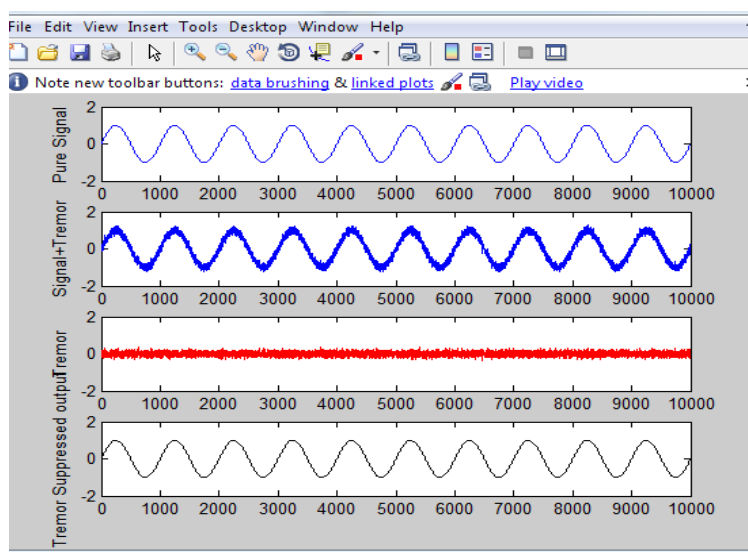 File Edit View Insert Tools Desktop Window Help
Note new toolbar buttons: data brushing & linked plots Play video
Pure Signal
2
0
-2
0 1000 2000 3000 4000 5000 6000 7000 8000 9000 10000
Signal+Tremor
2
0
-2
0 1000 2000 3000 4000 5000 6000 7000 8000 9000 10000
Tremor
2
0
-2
0 1000 2000 3000 4000 5000 6000 7000 8000 9000 10000
Tremor Suppressed output
2
0
-2
0 1000 2000 3000 4000 5000 6000 7000 8000 9000 10000